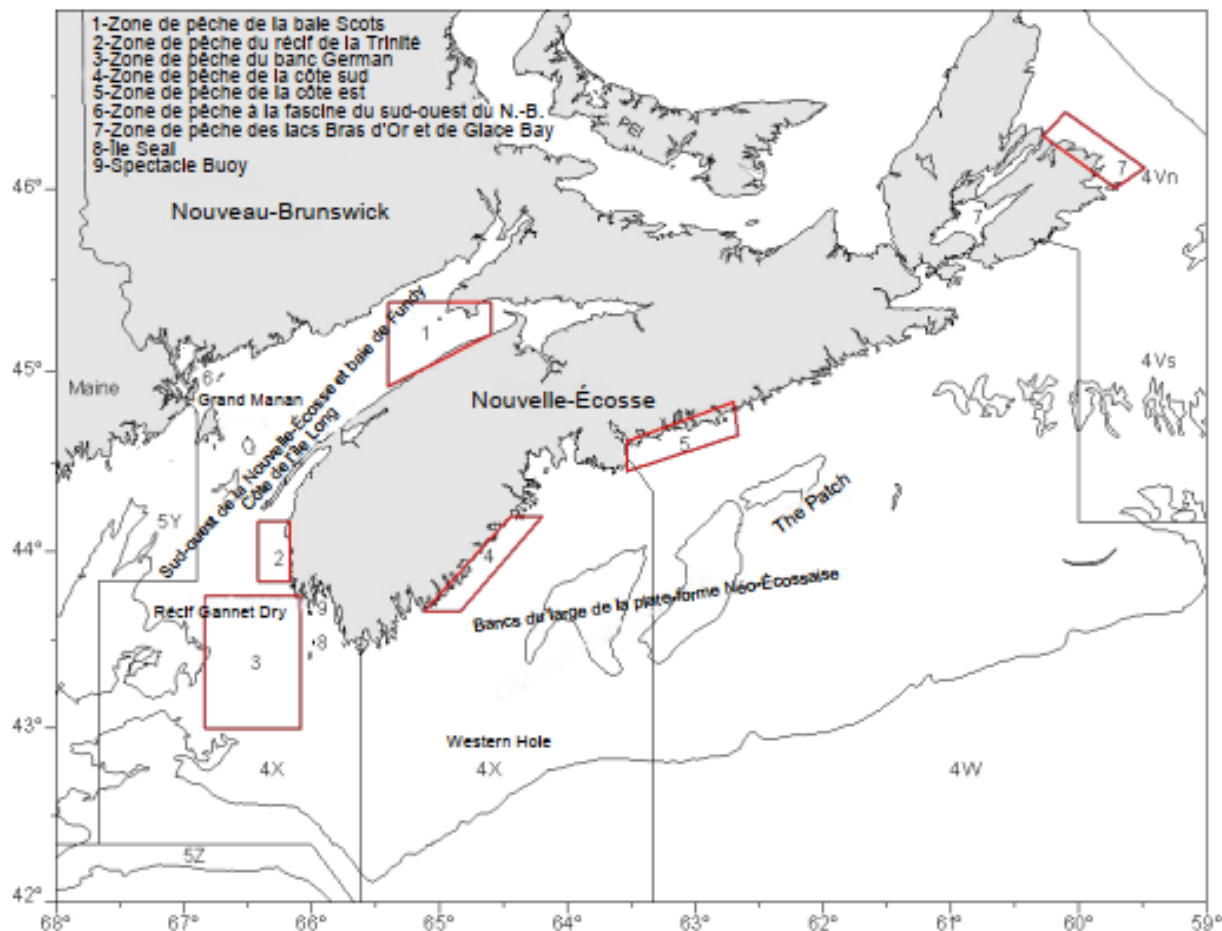 1-Zone de pêche de la baie Scots
2-Zone de pêche du récif de la Trinité
3-Zone de pêche du banc German
4-Zone de pêche de la côte sud
5-Zone de pêche de la côte est
6-Zone de pêche à la fascine du sud-ouest du N.-B.
7-Zone de pêche des lacs Bras d'Or et de Glace Bay
8-Île Seal
9-Spectacle Buoy
PEI
7
4Vn
46°
Nouveau-Brunswick
7
Sud-ouest de la Nouvelle-Écosse et baie de Fundy
1
45°
Maine
6
Grand Manan
Nouvelle-Écosse
4Vs
Côte de l'île Long
5
The Patch
5Y
44°
2
4
Récif Gannet Dry
9
Bancs du large de la plate-forme Néo-Écossaise
8
3
43°
Western Hole
4X
4X
4W
5Z
42°
68°
67°
66°
65°
64°
63°
62°
61°
60°
59°